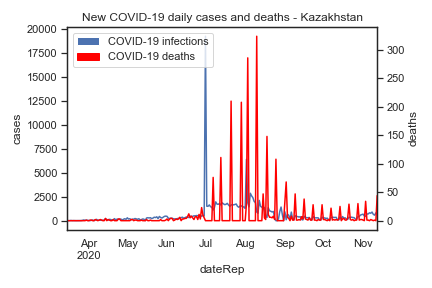 New COVID-19 daily cases and deaths - Kazakhstan
COVID-19 infections
COVID-19 deaths
20000
17500
15000
12500
10000
7500
5000
2500
0
cases
300
250
200
150
100
50
0
deaths
Apr
2020
May
Jun
Jul
Aug
Sep
Oct
Nov
dateRep